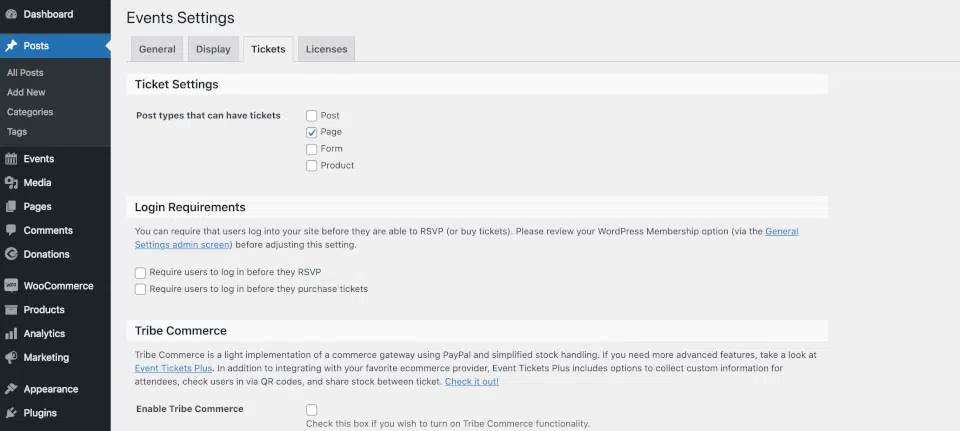 Dashboard
Posts
All Posts
Add New
Categories
Tags
Events
Media
Pages
Comments
Donations
WooCommerce
Products
Analytics
Marketing
Appearance
Plugins
Events Settings
General
Display
Tickets
Licenses
Ticket Settings
Post types that can have tickets
Post
Page
Form
Product
Login Requirements
You can require that users log into your site before they are able to RSVP (or buy tickets). Please review your WordPress Membership option (via the General
Settings admin screen) before adjusting this setting.
Require users to log in before they RSVP
Require users to log in before they purchase tickets
Tribe Commerce
Tribe Commerce is a light implementation of a commerce gateway using PayPal and simplified stock handling. If you need more advanced features, take a look at
Event Tickets Plus. In addition to integrating with your favorite ecommerce provider, Event Tickets Plus includes options to collect custom information for
attendees, check users in via QR codes, and share stock between ticket. Check it out!
Enable Tribe Commerce
Check this box if you wish to turn on Tribe Commerce functionality.